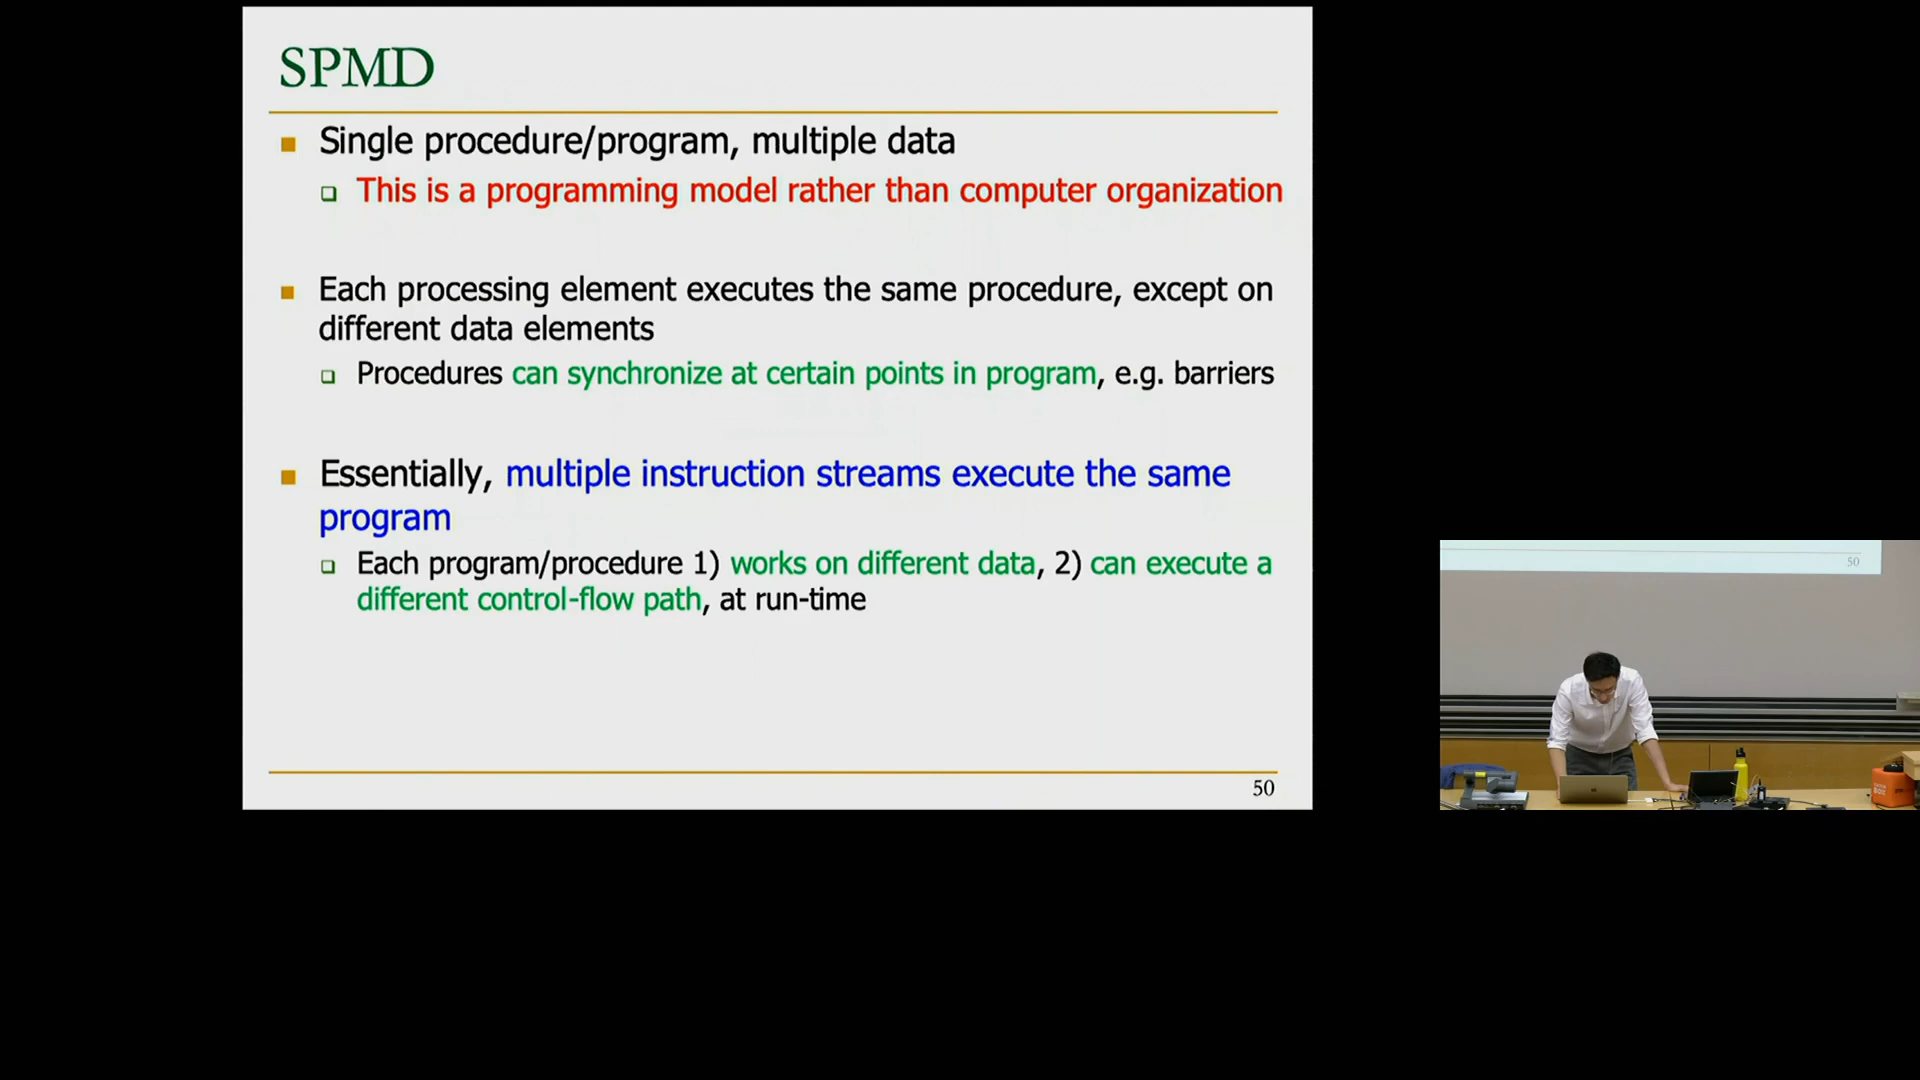 SPMD
Single procedure/program, multiple data
This is a programming model rather than computer organization
Each processing element executes the same procedure, except on
different data elements
Procedures can synchronize at certain points in program, e.g. barriers
Essentially, multiple instruction streams execute the same
program
Each program/procedure 1) works on different data, 2) can execute a
different control-flow path, at run-time
50
50